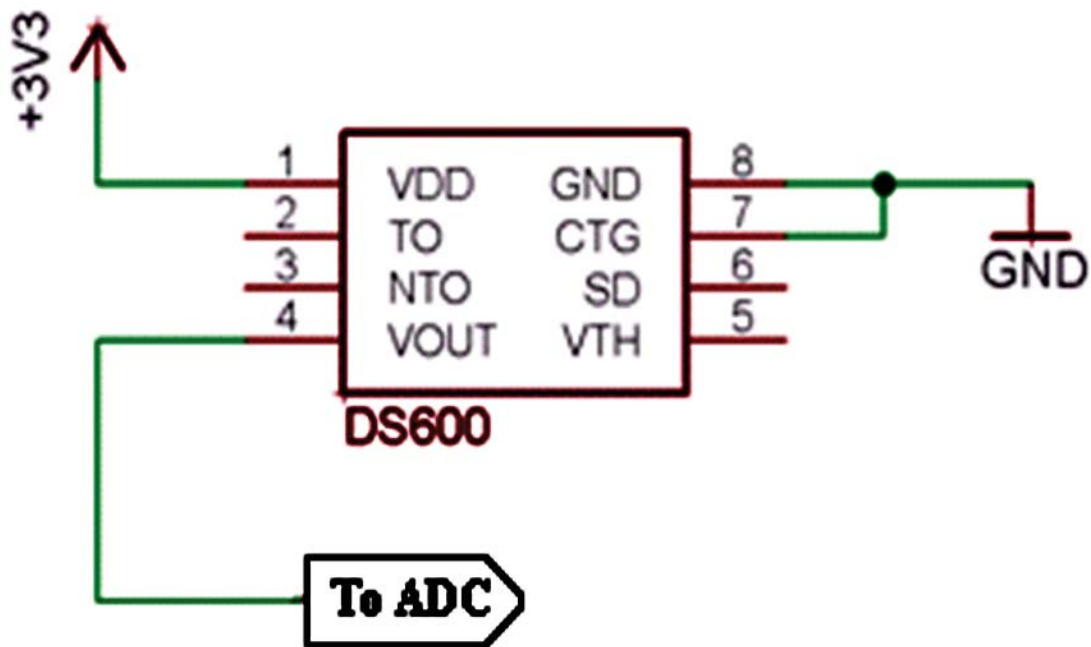 +3V3
1 VDD GND 8
2 TO CTG 7
3 NTO SD 6
4 VOUT VTH 5
GND
DS600
To ADC